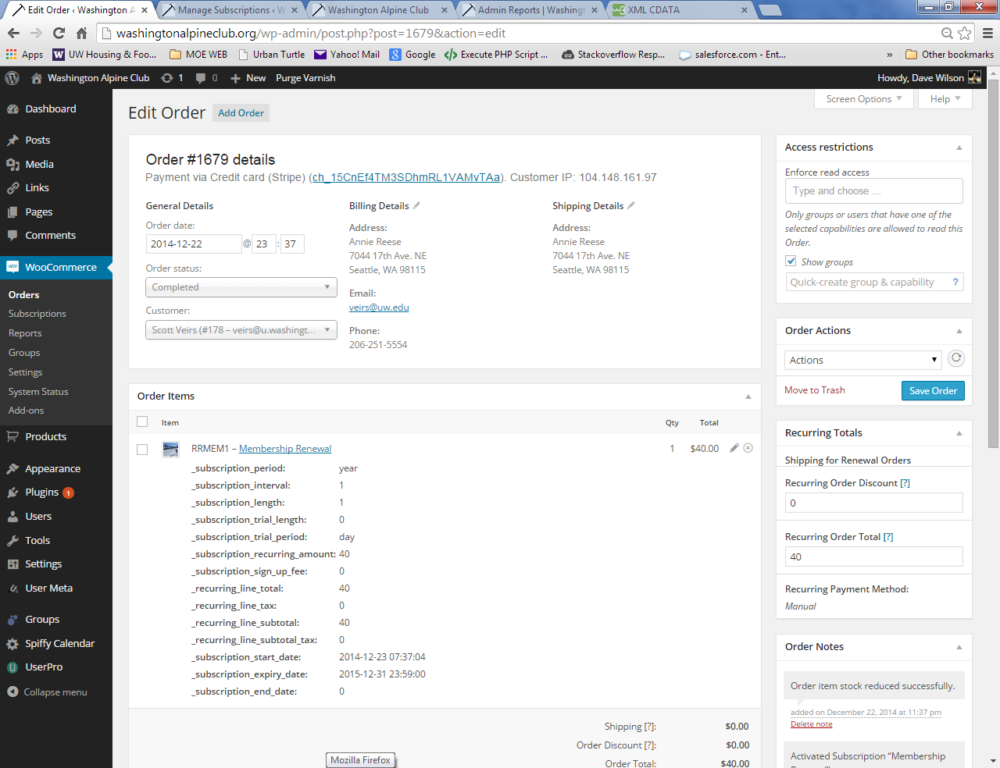 Edit Order ‹ Washington A
Manage Subscriptions ‹ W
Washington Alpine Club
Admin Reports | Washingt
XML CDATA
washingtonalpineclub.org/wp-admin/post.php?post=1679&action=edit
Apps
UW Housing & Foo...
MOE WEB
Urban Turtle
Yahoo! Mail
Google
Execute PHP Script ...
Stackoverflow Resp...
salesforce.com - Ent...
»
Other bookmarks
Washington Alpine Club
1
0
New
Purge Varnish
Howdy, Dave Wilson
Dashboard
Posts
Media
Links
Pages
Comments
WooCommerce
Orders
Subscriptions
Reports
Groups
Settings
System Status
Add-ons
Products
Appearance
Plugins 1
Users
Tools
Settings
User Meta
Groups
Spiffy Calendar
UserPro
Collapse menu
Screen Options
Help
Edit Order
Add Order
Order #1679 details
Payment via Credit card (Stripe) (ch_15CnEf4TM3SDhmRL1VAMvTAa). Customer IP: 104.148.161.97
General Details
Order date:
2014-12-22 @ 23 : 37
Order status:
Completed
Customer:
Scott Veirs (#178 – veirs@u.washingt...
Billing Details
Address:
Annie Reese
7044 17th Ave. NE
Seattle, WA 98115
Email:
veirs@uw.edu
Phone:
206-251-5554
Shipping Details
Address:
Annie Reese
7044 17th Ave. NE
Seattle, WA 98115
Order Items
Item Qty Total
RRMEM1 – Membership Renewal 1 $40.00
_subscription_period: year
_subscription_interval: 1
_subscription_length: 1
_subscription_trial_length: 0
_subscription_trial_period: day
_subscription_recurring_amount: 40
_subscription_sign_up_fee: 0
_recurring_line_total: 40
_recurring_line_tax: 0
_recurring_line_subtotal: 40
_recurring_line_subtotal_tax: 0
_subscription_start_date: 2014-12-23 07:37:04
_subscription_expiry_date: 2015-12-31 23:59:00
_subscription_end_date: 0
Shipping [?]: $0.00
Order Discount [?]: $0.00
Order Total: $40.00
Mozilla Firefox
Access restrictions
Enforce read access
Type and choose ...
Only groups or users that have one of the
selected capabilities are allowed to read this
Order.
Show groups
Quick-create group & capability ?
Order Actions
Actions
Move to Trash
Save Order
Recurring Totals
Shipping for Renewal Orders
Recurring Order Discount [?]
0
Recurring Order Total [?]
40
Recurring Payment Method:
Manual
Order Notes
Order item stock reduced successfully.
added on December 22, 2014 at 11:37 pm
Delete note
Activated Subscription “Membership